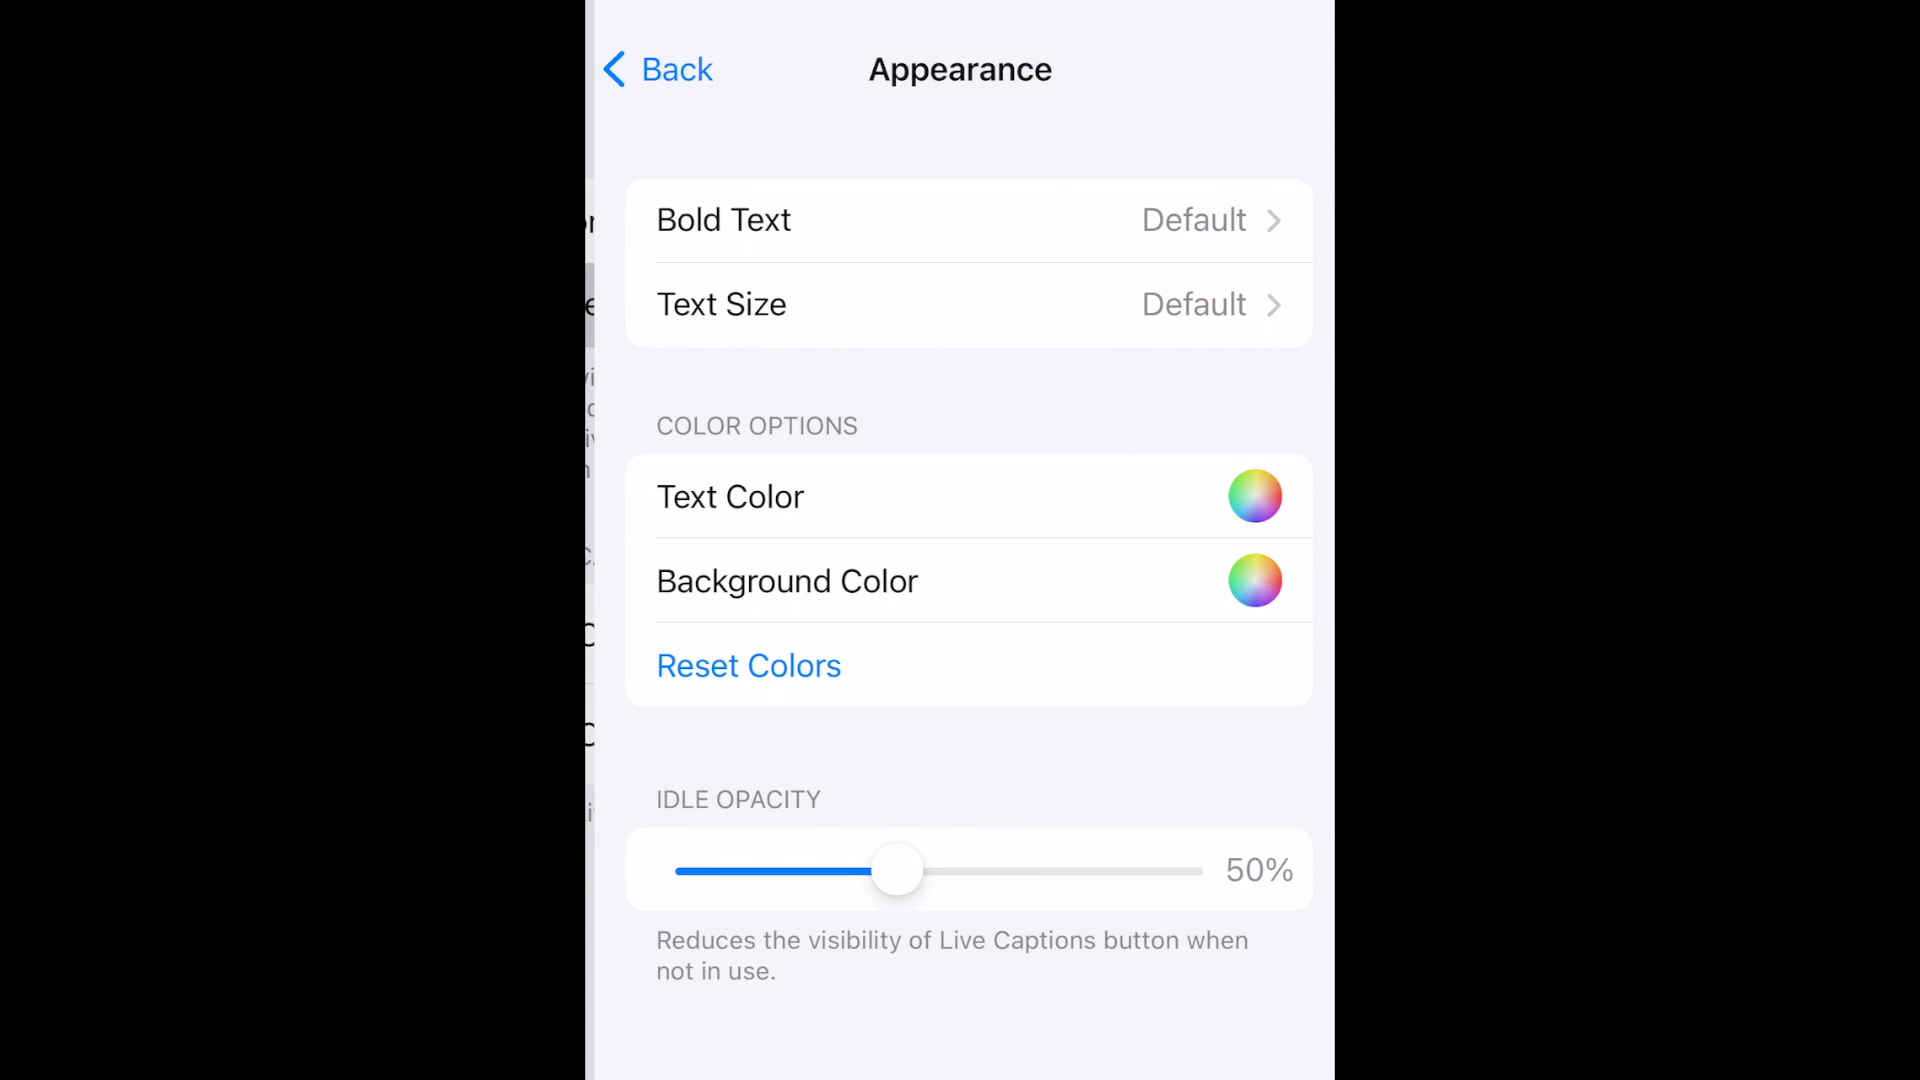 Back
Appearance
Bold Text Default
Text Size Default
COLOR OPTIONS
Text Color
Background Color
Reset Colors
IDLE OPACITY
50%
Reduces the visibility of Live Captions button when
not in use.